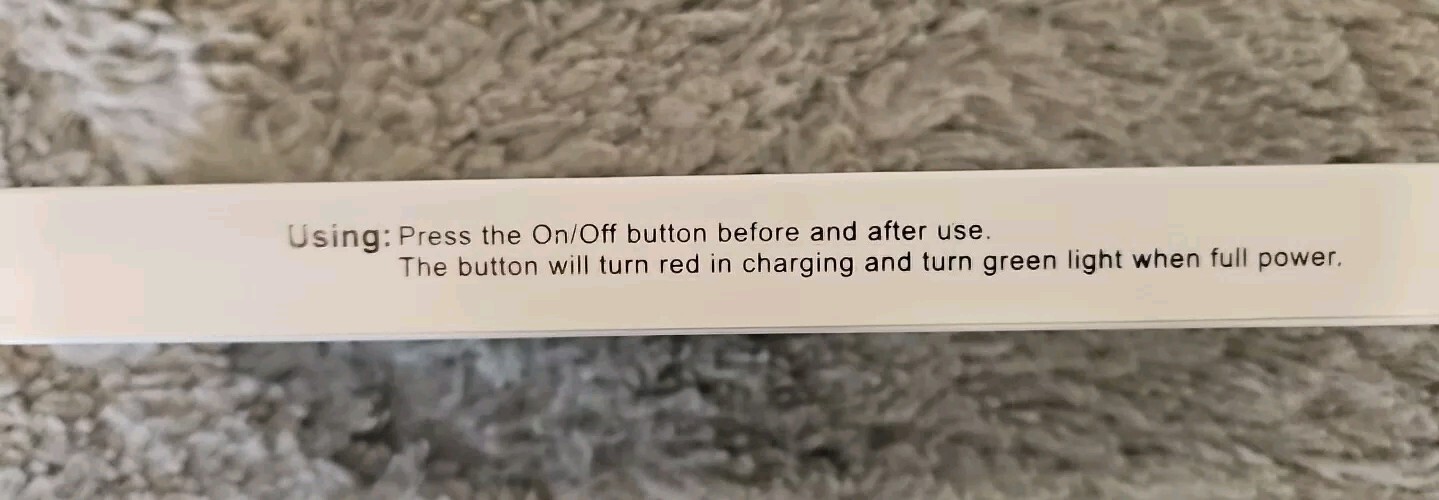 Using: Press the On/Off button before and after use.
The button will turn red in charging and turn green light when full power.